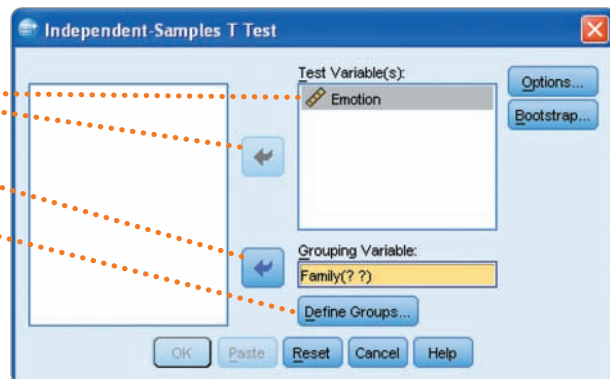 Independent-Samples T Test
Test Variable(s):
Emotion
Options...
Bootstrap...
Grouping Variable:
Family(? ?)
Define Groups...
OK Paste Reset Cancel Help